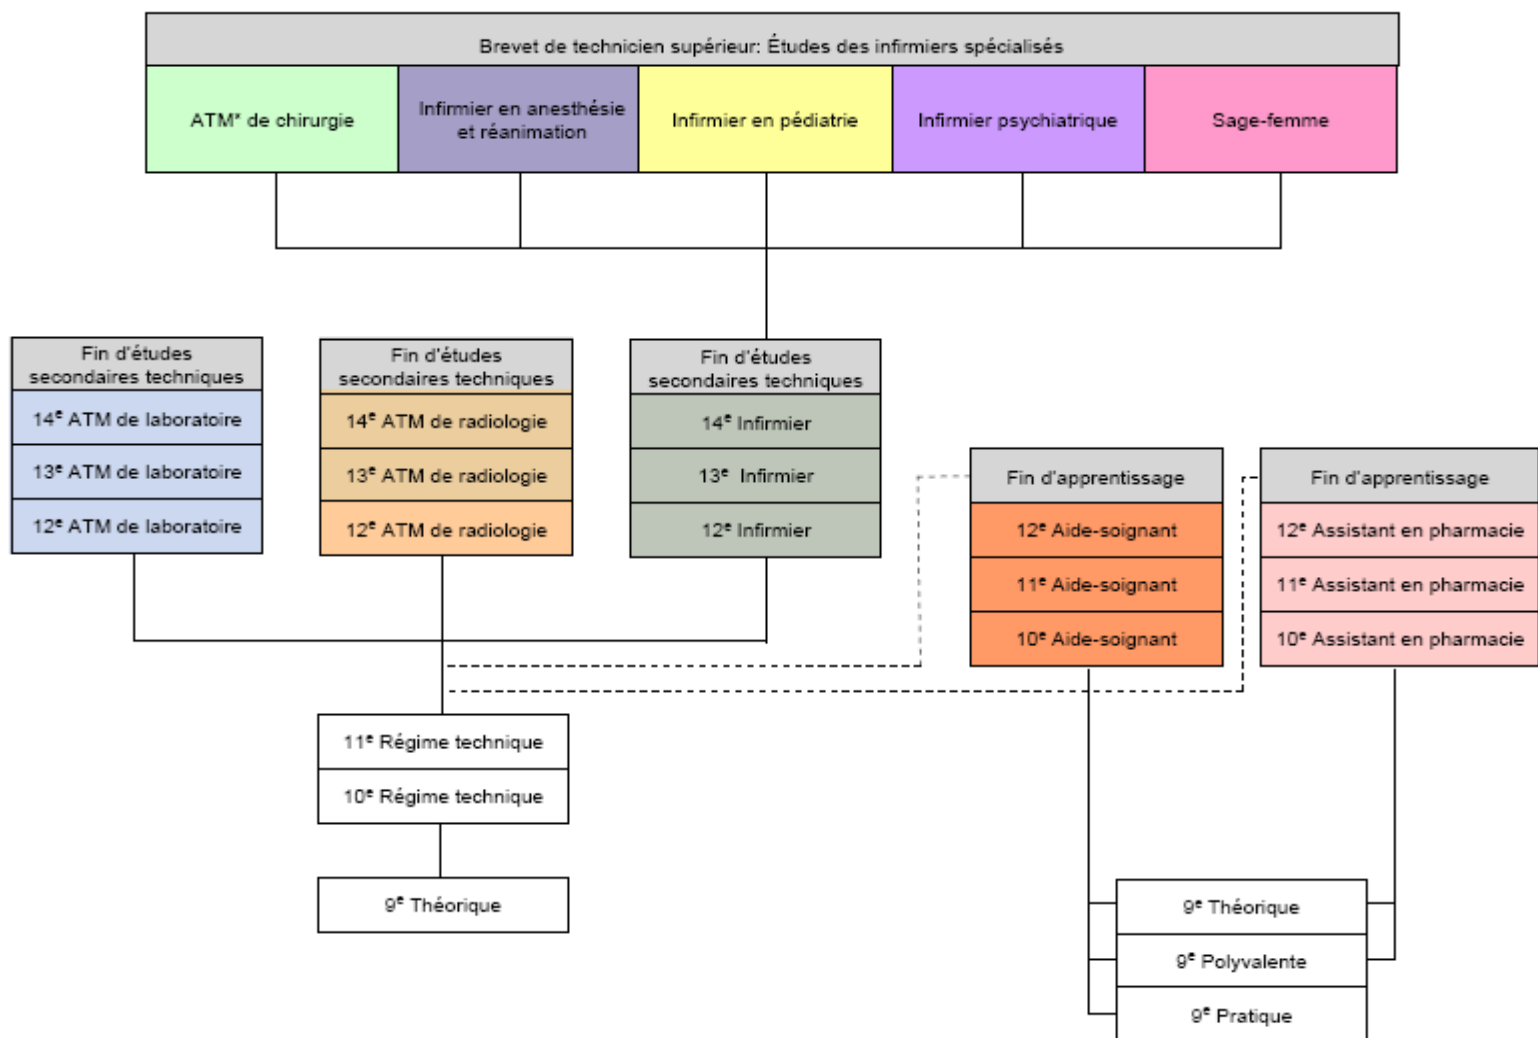 Brevet de technicien supérieur: Études des infirmiers spécialisés
ATM* de chirurgie
Infirmier en anesthésie
et réanimation
Infirmier en pédiatrie
Infirmier psychiatrique
Sage-femme
Fin d'études
secondaires techniques
14e ATM de laboratoire
13e ATM de laboratoire
12e ATM de laboratoire
Fin d'études
secondaires techniques
14e ATM de radiologie
13e ATM de radiologie
12e ATM de radiologie
Fin d'études
secondaires techniques
14e Infirmier
13e Infirmier
12e Infirmier
Fin d'apprentissage
12e Aide-soignant
11e Aide-soignant
10e Aide-soignant
Fin d'apprentissage
12e Assistant en pharmacie
11e Assistant en pharmacie
10e Assistant en pharmacie
11e Régime technique
10e Régime technique
9e Théorique
9e Théorique
9e Polyvalente
9e Pratique